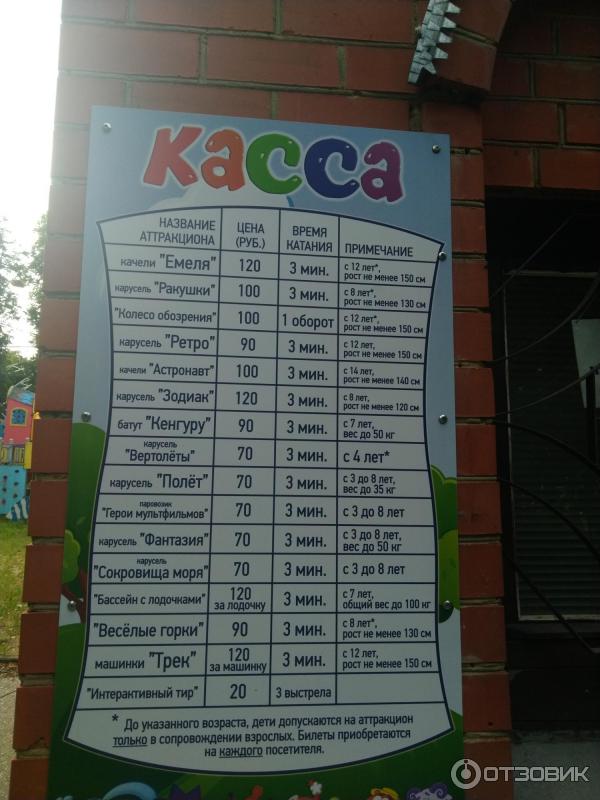 касса
НАЗВАНИЕ АТТРАКЦИОНА ЦЕНА (РУБ.) ВРЕМЯ КАТАНИЯ ПРИМЕЧАНИЕ
качели "Емеля" 120 3 мин. с 12 лет*, рост не менее 150 см
карусель "Ракушки" 100 3 мин. с 8 лет*, рост не менее 130 см
"Колесо обозрения" 100 1 оборот с 12 лет*, рост не менее 150 см
карусель "Ретро" 90 3 мин. с 12 лет, рост не менее 150 см
качели "Астронавт" 100 3 мин. с 14 лет, рост не менее 140 см
карусель "Зодиак" 120 3 мин. с 8 лет, рост не менее 120 см
батут "Кенгуру" 90 3 мин. с 7 лет, вес до 50 кг
карусель "Вертолёты" 70 3 мин. с 4 лет*
карусель "Полёт" 70 3 мин. с 3 до 8 лет, вес до 35 кг
паровозик "Герои мультфильмов" 70 3 мин. с 3 до 8 лет
карусель "Фантазия" 70 3 мин. с 3 до 8 лет, вес до 50 кг
карусель "Сокровища моря" 70 3 мин. с 3 до 8 лет
"Бассейн с лодочками" 120 за лодочку 3 мин. с 7 лет, общий вес до 100 кг
"Весёлые горки" 90 3 мин. с 8 лет*, рост не менее 130 см
машинки "Трек" 120 за машинку 3 мин. с 12 лет, рост не менее 150 см
"Интерактивный тир" 20 3 выстрела
* До указанного возраста, дети допускаются на аттракцион
только в сопровождении взрослых. Билеты приобретаются
на каждого посетителя.
ОТЗОВИК